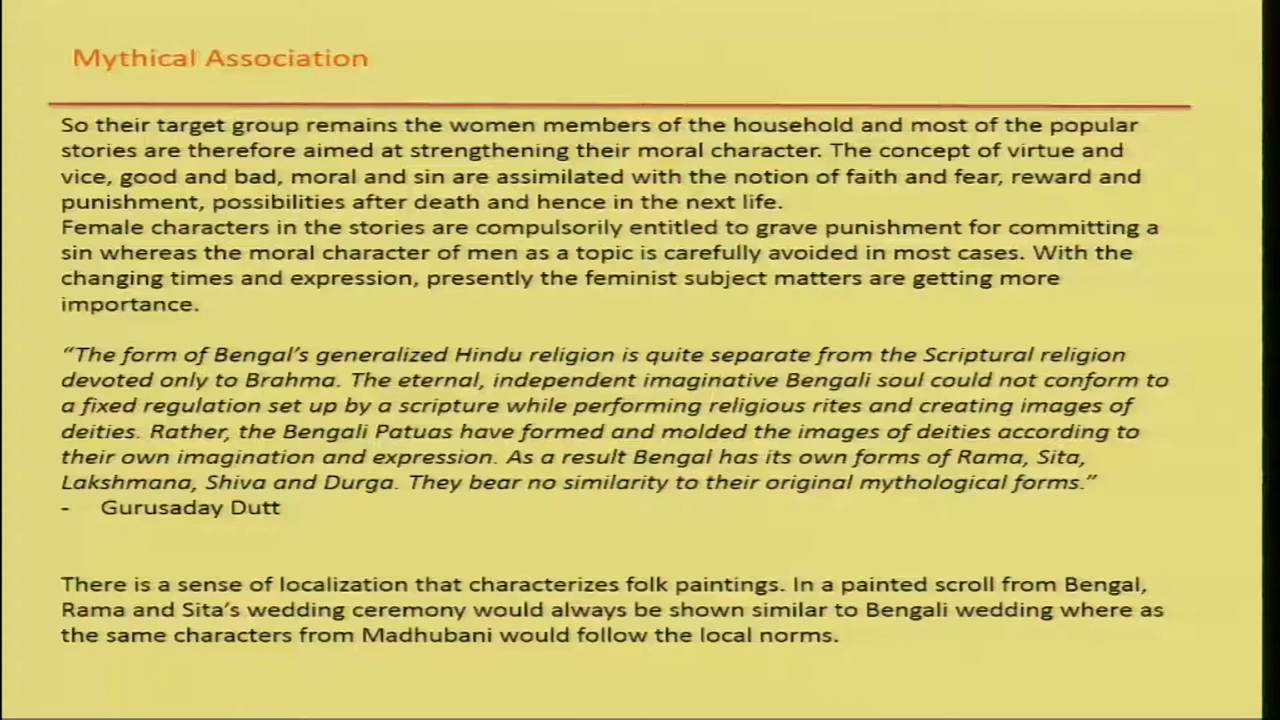 Mythical Association
So their target group remains the women members of the household and most of the popular
stories are therefore aimed at strengthening their moral character. The concept of virtue and
vice, good and bad, moral and sin are assimilated with the notion of faith and fear, reward and
punishment, possibilities after death and hence in the next life.
Female characters in the stories are compulsorily entitled to grave punishment for committing a
sin whereas the moral character of men as a topic is carefully avoided in most cases. With the
changing times and expression, presently the feminist subject matters are getting more
importance.
“The form of Bengal’s generalized Hindu religion is quite separate from the Scriptural religion
devoted only to Brahma. The eternal, independent imaginative Bengali soul could not conform to
a fixed regulation set up by a scripture while performing religious rites and creating images of
deities. Rather, the Bengali Patuas have formed and molded the images of deities according to
their own imagination and expression. As a result Bengal has its own forms of Rama, Sita,
Lakshmana, Shiva and Durga. They bear no similarity to their original mythological forms.”
- Gurusaday Dutt
There is a sense of localization that characterizes folk paintings. In a painted scroll from Bengal,
Rama and Sita’s wedding ceremony would always be shown similar to Bengali wedding where as
the same characters from Madhubani would follow the local norms.